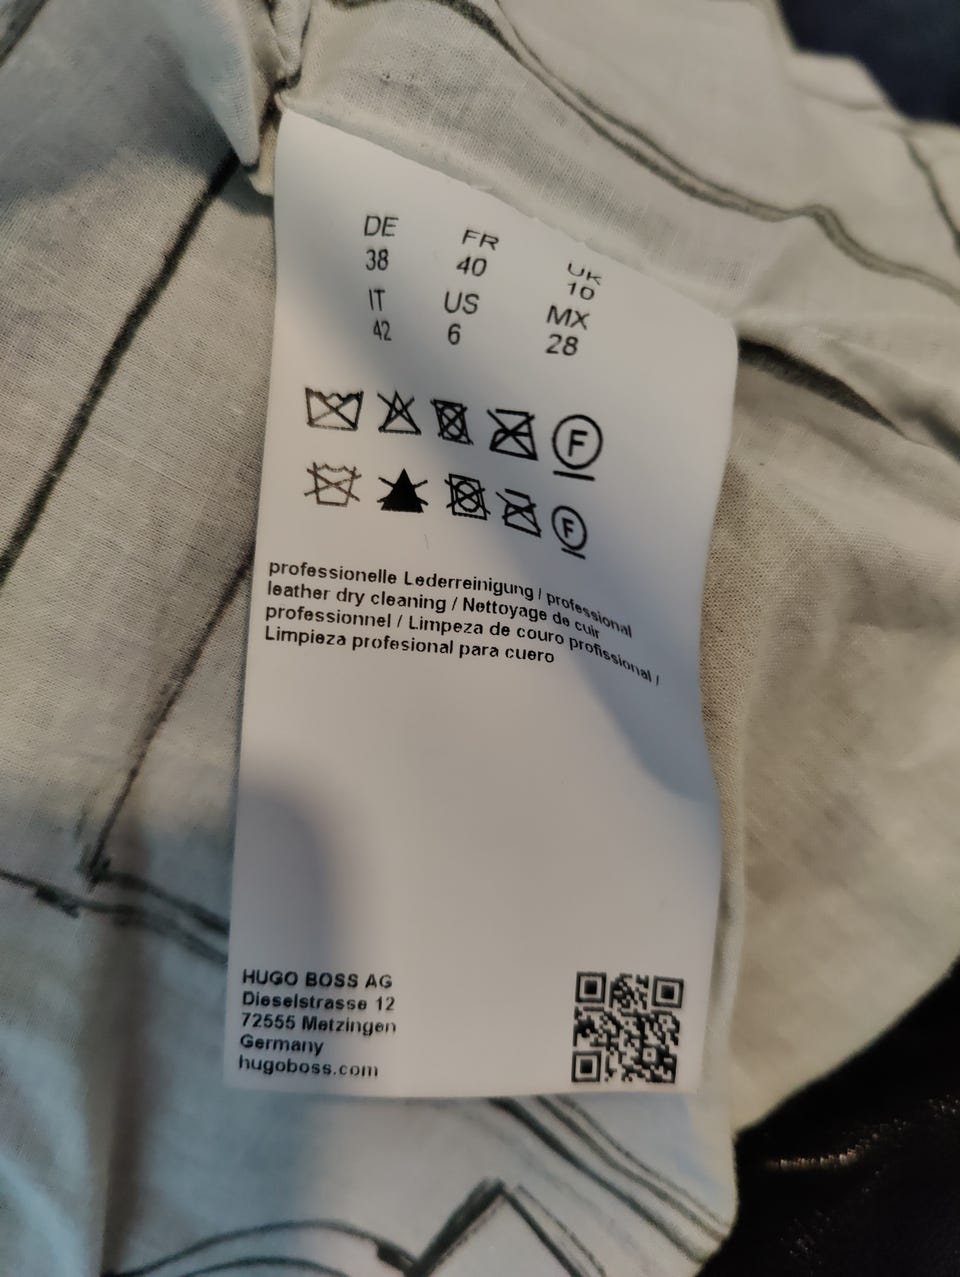 DE FR UK
38 40 10
IT US MX
42 6 28
F
F
professionelle Lederreinigung / professional
leather dry cleaning / Nettoyage de cuir
professionnel / Limpeza de couro profissional /
Limpieza profesional para cuero
HUGO BOSS AG
Dieselstrasse 12
72555 Metzingen
Germany
hugoboss.com